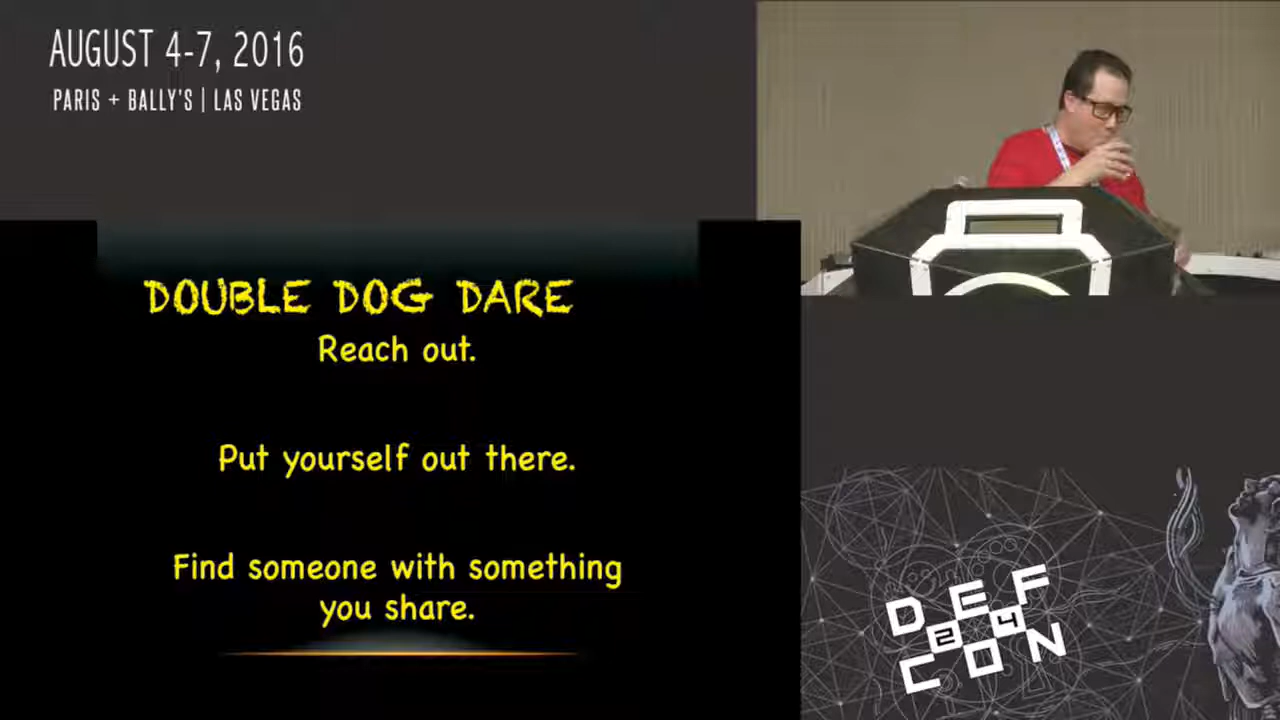 AUGUST 4-7, 2016
PARIS + BALLY'S | LAS VEGAS
DOUBLE DOG DARE
Reach out.
Put yourself out there.
Find someone with something
you share.
DEF
24
CON